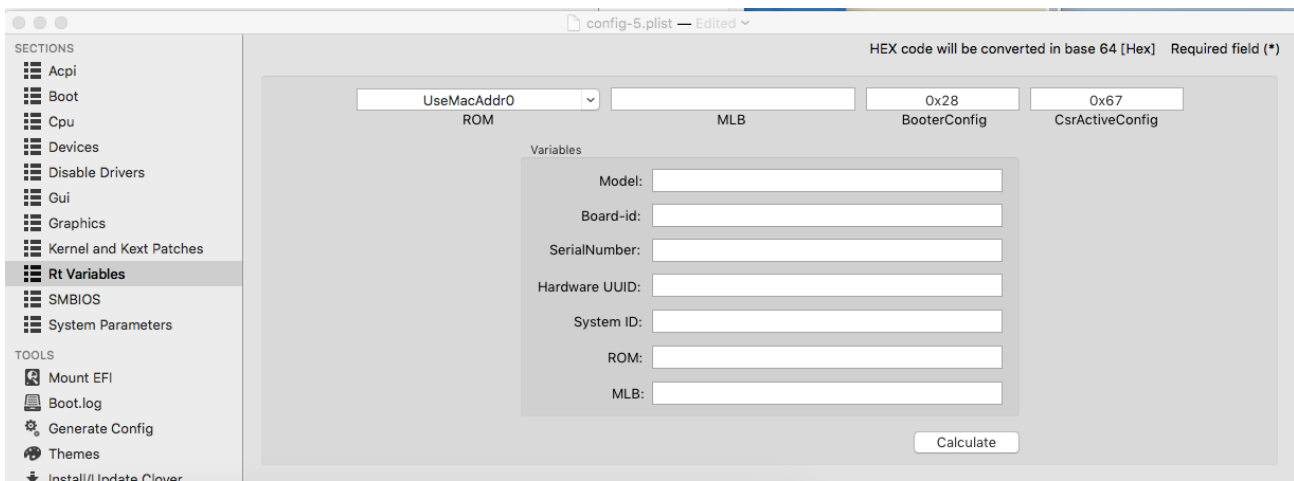 config-5.plist — Edited
SECTIONS
HEX code will be converted in base 64 [Hex] Required field (*)
Acpi
Boot
UseMacAddr0
0x28
0x67
ROM
MLB
BooterConfig
CsrActiveConfig
Cpu
Devices
Disable Drivers
Gui
Graphics
Kernel and Kext Patches
Rt Variables
SMBIOS
System Parameters
Variables
Model:
Board-id:
SerialNumber:
Hardware UUID:
System ID:
ROM:
MLB:
Calculate
TOOLS
Mount EFI
Boot.log
Generate Config
Themes
Install/Update Clover